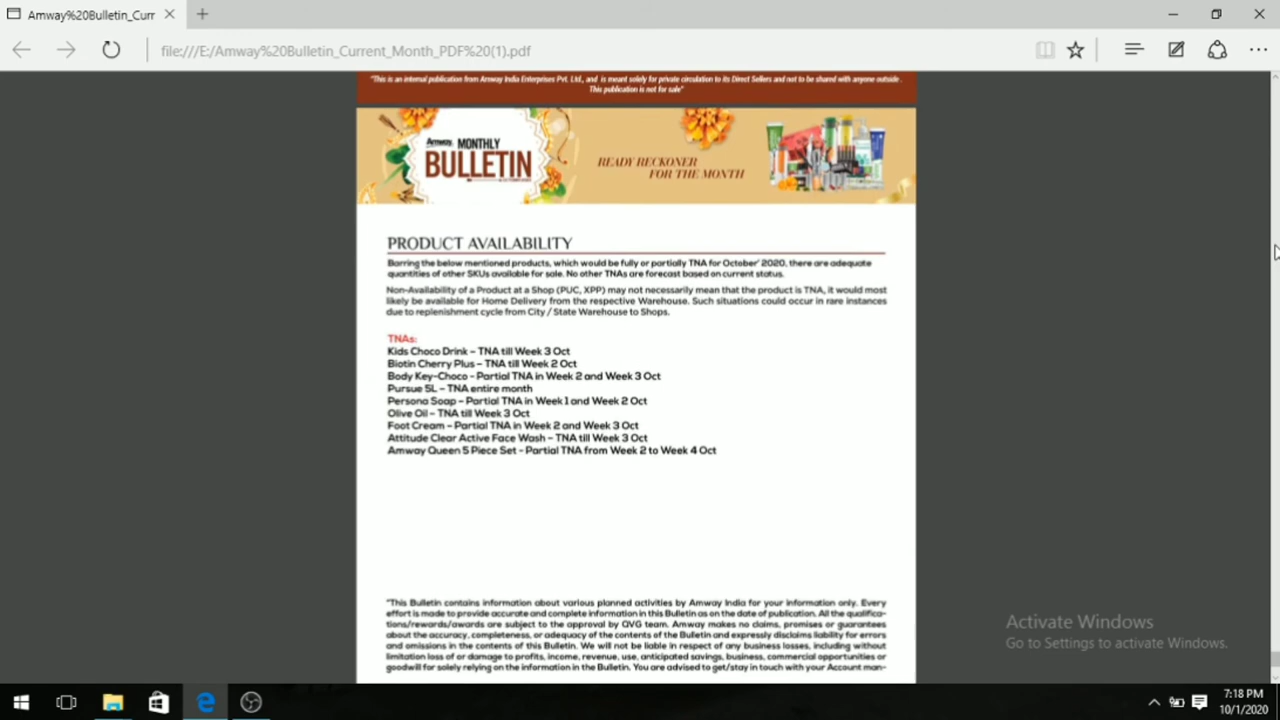 Amway%20Bulletin_Curr
file:///E:/Amway%20Bulletin_Current_Month_PDF%20(1).pdf
"This is an internal publication from Amway India Enterprises Pvt. Ltd., and is meant solely for private circulation to its Direct Sellers and not to be shared with anyone outside .
This publication is not for sale"
Amway MONTHLY
BULLETIN
READY RECKONER
FOR THE MONTH
PRODUCT AVAILABILITY
Barring the below mentioned products, which would be fully or partially TNA for October' 2020, there are adequate
quantities of other SKUs available for sale. No other TNAs are forecast based on current status.
Non-Availability of a Product at a Shop (PUC, XPP) may not necessarily mean that the product is TNA, it would most
likely be available for Home Delivery from the respective Warehouse. Such situations could occur in rare instances
due to replenishment cycle from City / State Warehouse to Shops.
TNAs:
Kids Choco Drink – TNA till Week 3 Oct
Biotin Cherry Plus – TNA till Week 2 Oct
Body Key-Choco - Partial TNA in Week 2 and Week 3 Oct
Pursue 5L – TNA entire month
Persona Soap – Partial TNA in Week 1 and Week 2 Oct
Olive Oil – TNA till Week 3 Oct
Foot Cream – Partial TNA in Week 2 and Week 3 Oct
Attitude Clear Active Face Wash – TNA till Week 3 Oct
Amway Queen 5 Piece Set - Partial TNA from Week 2 to Week 4 Oct
"This Bulletin contains information about various planned activities by Amway India for your information only. Every
effort is made to provide accurate and complete information in this Bulletin as on the date of publication. All the qualifica-
tions/rewards/awards are subject to the approval by QVG team. Amway makes no claims, promises or guarantees
about the accuracy, completeness, or adequacy of the contents of the Bulletin and expressly disclaims liability for errors
and omissions in the contents of this Bulletin. We will not be liable in respect of any business losses, including without
limitation loss of or damage to profits, income, revenue, use, anticipated savings, business, commercial opportunities or
goodwill for solely relying on the information in the Bulletin. You are advised to get/stay in touch with your Account man-
Activate Windows
Go to Settings to activate Windows.
7:18 PM
10/1/2020